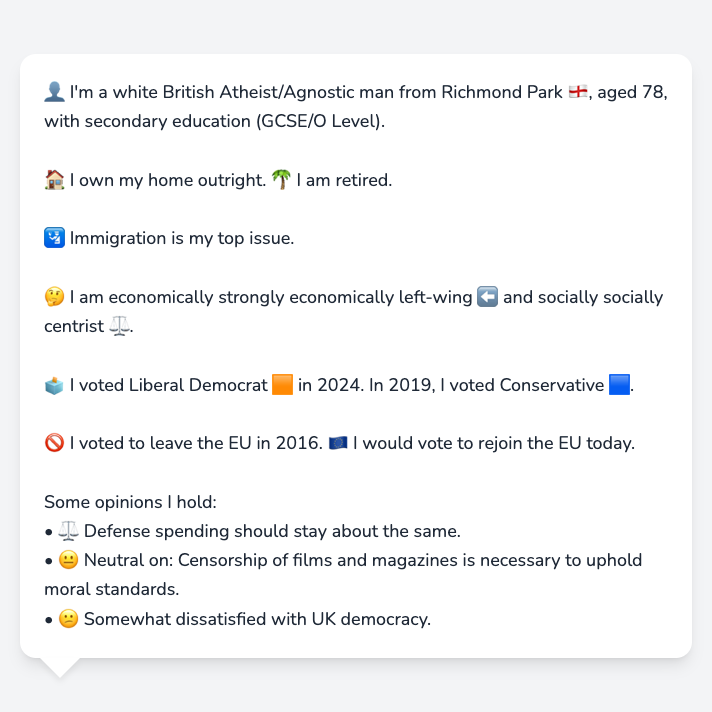 👤 I'm a white British Atheist/Agnostic man from Richmond Park 🏴󠁧󠁢󠁥󠁮󠁧󠁿, aged 78,
with secondary education (GCSE/O Level).
🏠 I own my home outright. 🌴 I am retired.
🛂 Immigration is my top issue.
🤔 I am economically strongly economically left-wing ⬅️ and socially socially
centrist ⚖️.
🗳️ I voted Liberal Democrat 🟧 in 2024. In 2019, I voted Conservative 🟦.
🚫 I voted to leave the EU in 2016. 🇪🇺 I would vote to rejoin the EU today.
Some opinions I hold:
• ⚖️ Defense spending should stay about the same.
• 😐 Neutral on: Censorship of films and magazines is necessary to uphold
moral standards.
• 😕 Somewhat dissatisfied with UK democracy.